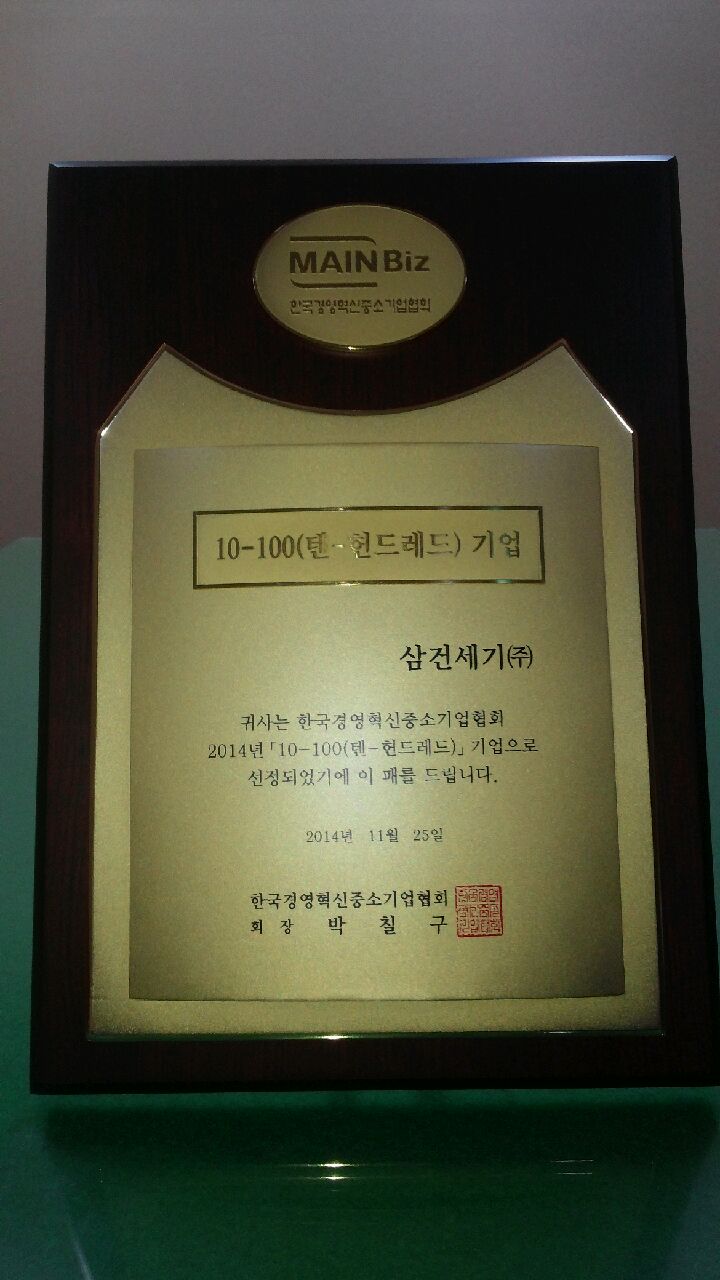 MAINBiz
한국경영혁신중소기업협회
10-100(텐-헌드레드) 기업
삼건세기㈜
귀사는 한국경영혁신중소기업협회
2014년 「10-100(텐-헌드레드)」 기업으로
선정되었기에 이 패를 드립니다.
2014년 11월 25일
한국경영혁신중소기업협회
회 장 박 칠 구